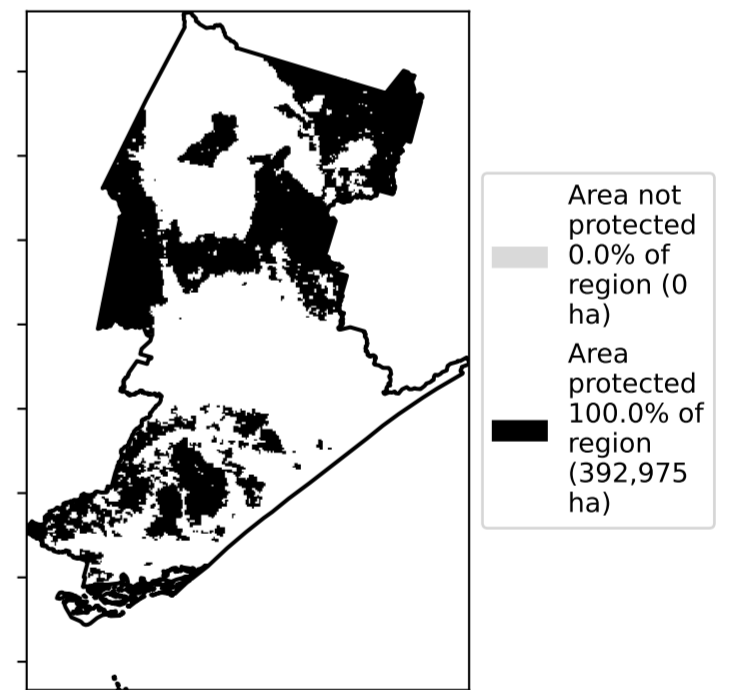 Area not
protected
0.0% of
region (0
ha)
Area
protected
100.0% of
region
(392,975
ha)